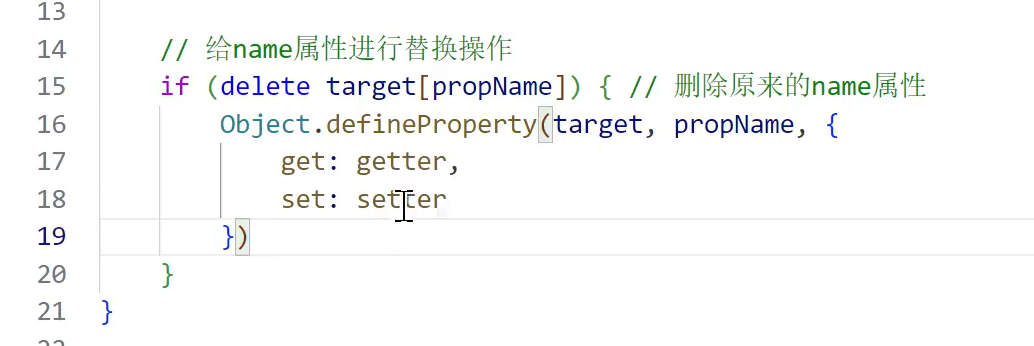 13
14 // 给name属性进行替换操作
15 if (delete target[propName]) { // 删除原来的name属性
16 Object.defineProperty(target, propName, {
17 get: getter,
18 set: setter
19 })
20 }
21 }